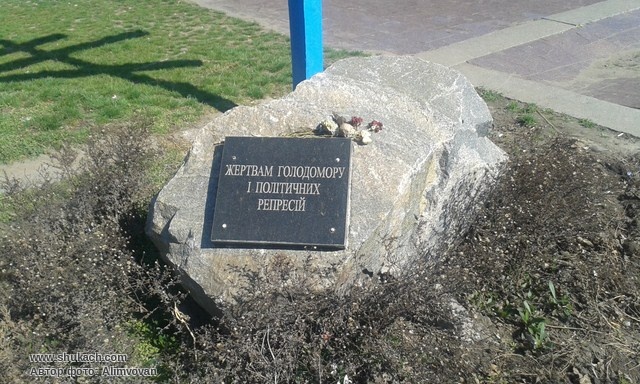 ЖЕРТВАМ ГОЛОДОМОРУ
І ПОЛІТИЧНИХ
РЕПРЕСІЙ
www.shukach.com
Автор фото: Alimvovan